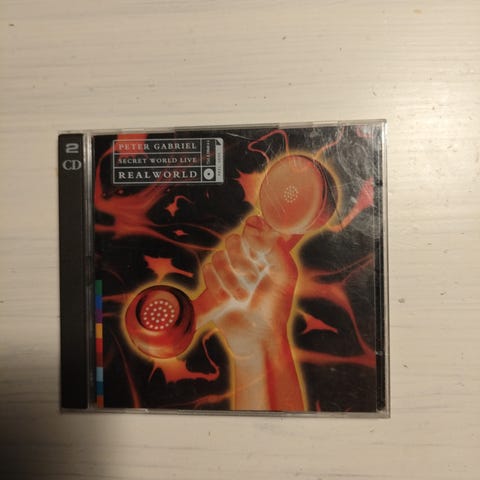 2
CD
PETER GABRIEL
SECRET WORLD LIVE
REALWORLD